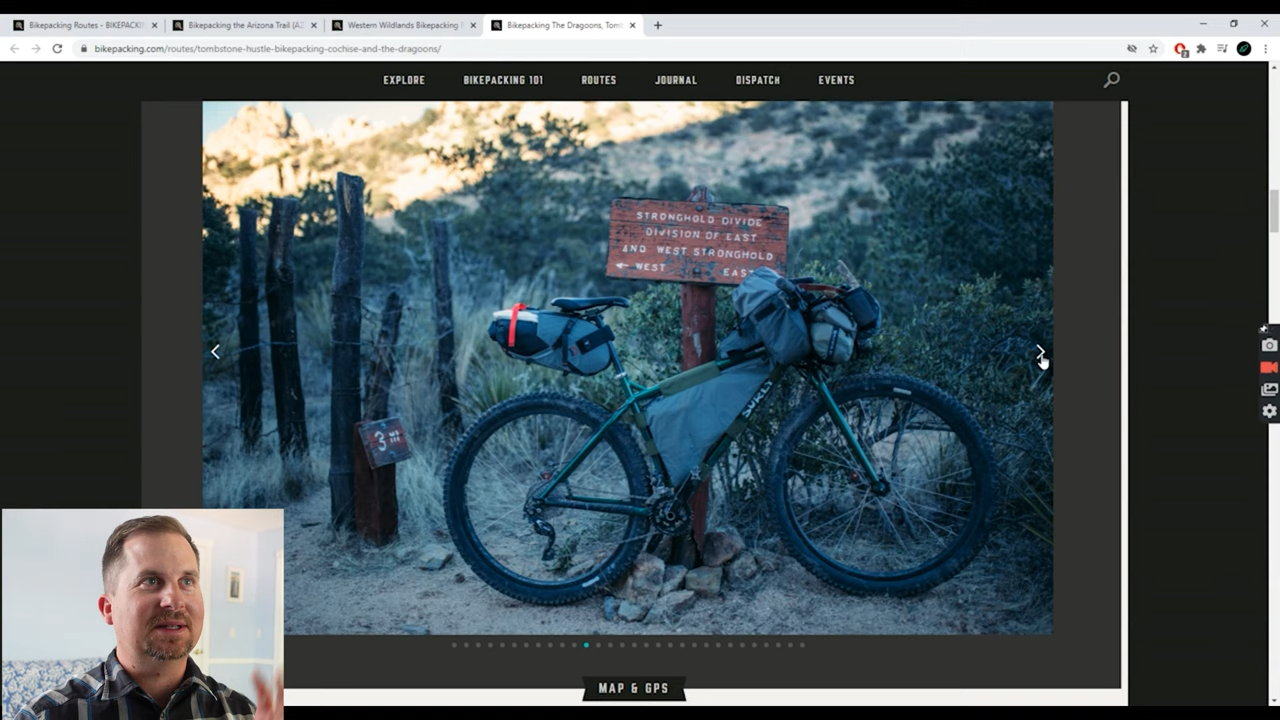 Bikepacking Routes - BIKEPACKIN
Bikepacking the Arizona Trail (AZ
Western Wildlands Bikepacking R
Bikepacking The Dragoons, Tom
bikepacking.com/routes/tombstone-hustle-bikepacking-cochise-and-the-dragoons/
EXPLORE
BIKEPACKING 101
ROUTES
JOURNAL
DISPATCH
EVENTS
STRONGHOLD DIVIDE
DIVISION OF EAST
AND WEST STRONGHOLD
← WEST EAST
3
SURLY
MAP & GPS